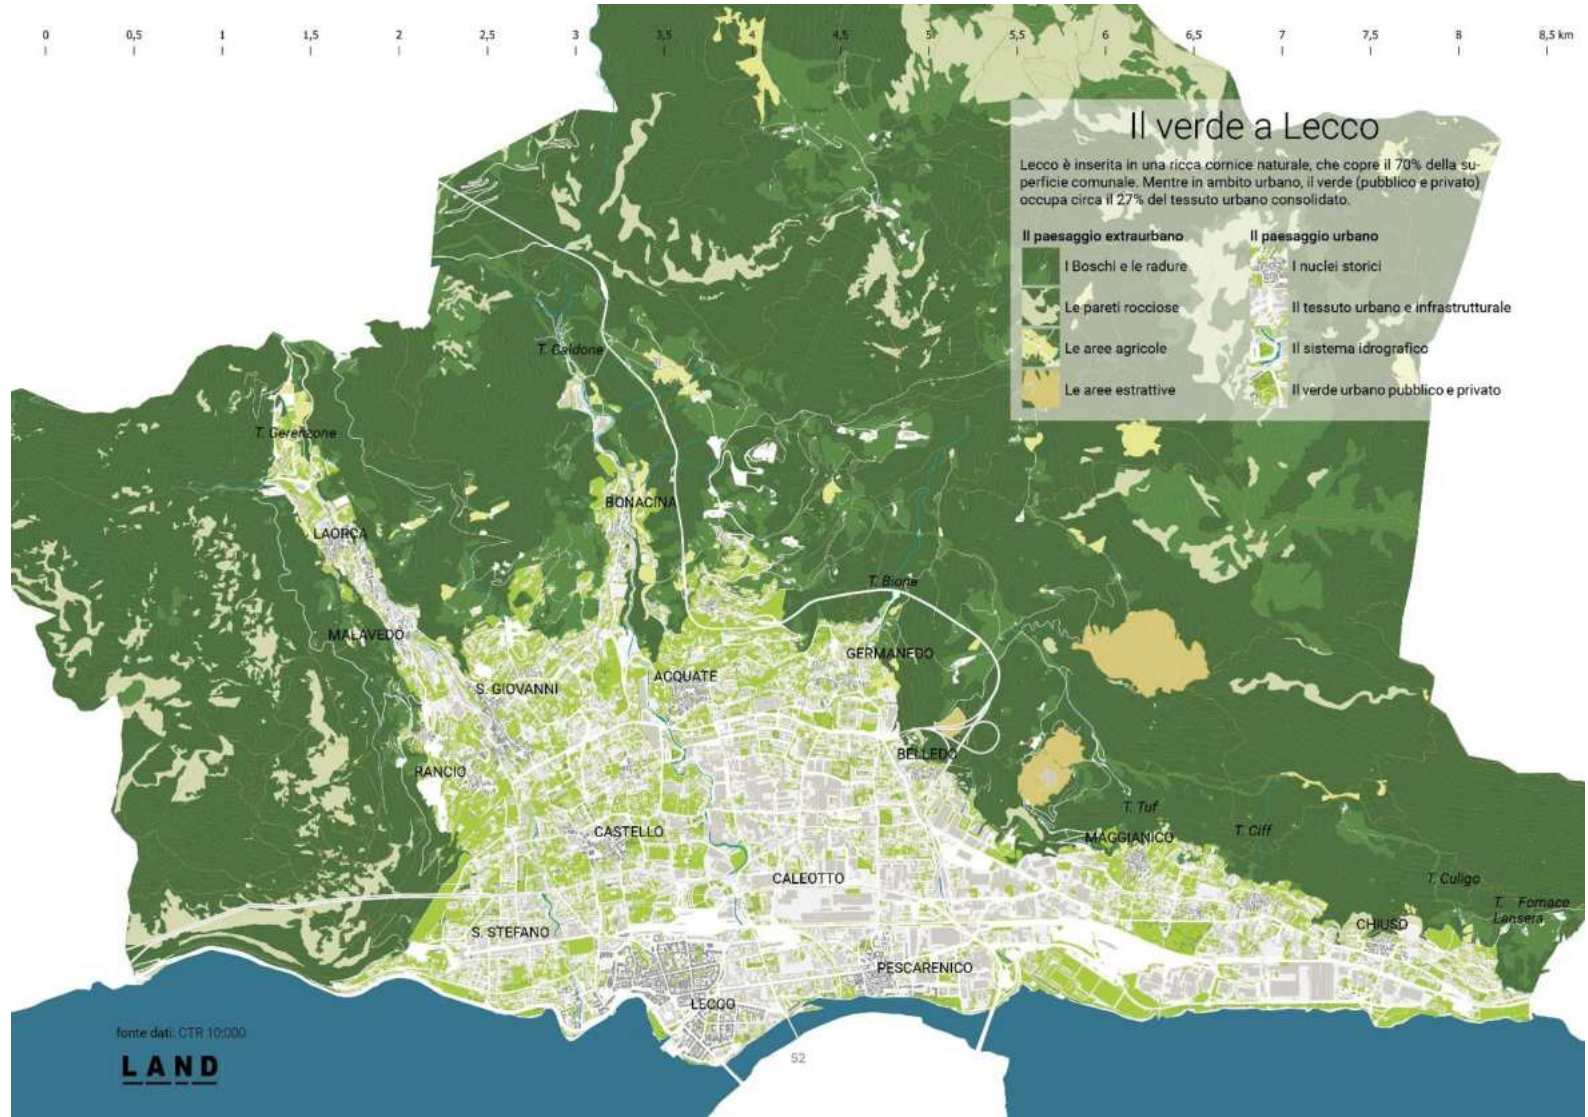 0 0,5 1 1,5 2 2,5 3 3,5 4 4,5 5 5,5 6 6,5 7 7,5 8 8,5 km
Il verde a Lecco
Lecco è inserita in una ricca cornice naturale, che copre il 70% della su-
perficie comunale. Mentre in ambito urbano, il verde (pubblico e privato)
occupa circa il 27% del tessuto urbano consolidato.
Il paesaggio extraurbano
I Boschi e le radure
Le pareti rocciose
Le aree agricole
Le aree estrattive
Il paesaggio urbano
I nuclei storici
Il tessuto urbano e infrastrutturale
Il sistema idrografico
Il verde urbano pubblico e privato
T. Caldone
T. Gerenzone
BONACINA
LAORCA
T. Bione
MALAVEDO
GERMANEDO
ACQUATE
S. GIOVANNI
BELLEDO
RANCIO
T. Tuf
CASTELLO
T. Ciff
MAGGIANICO
CALEOTTO
T. Culigo
T. Fornace
Lansera
CHIUSO
S. STEFANO
PESCARENICO
LECCO
fonte dati: CTR 10:000
52
LAND